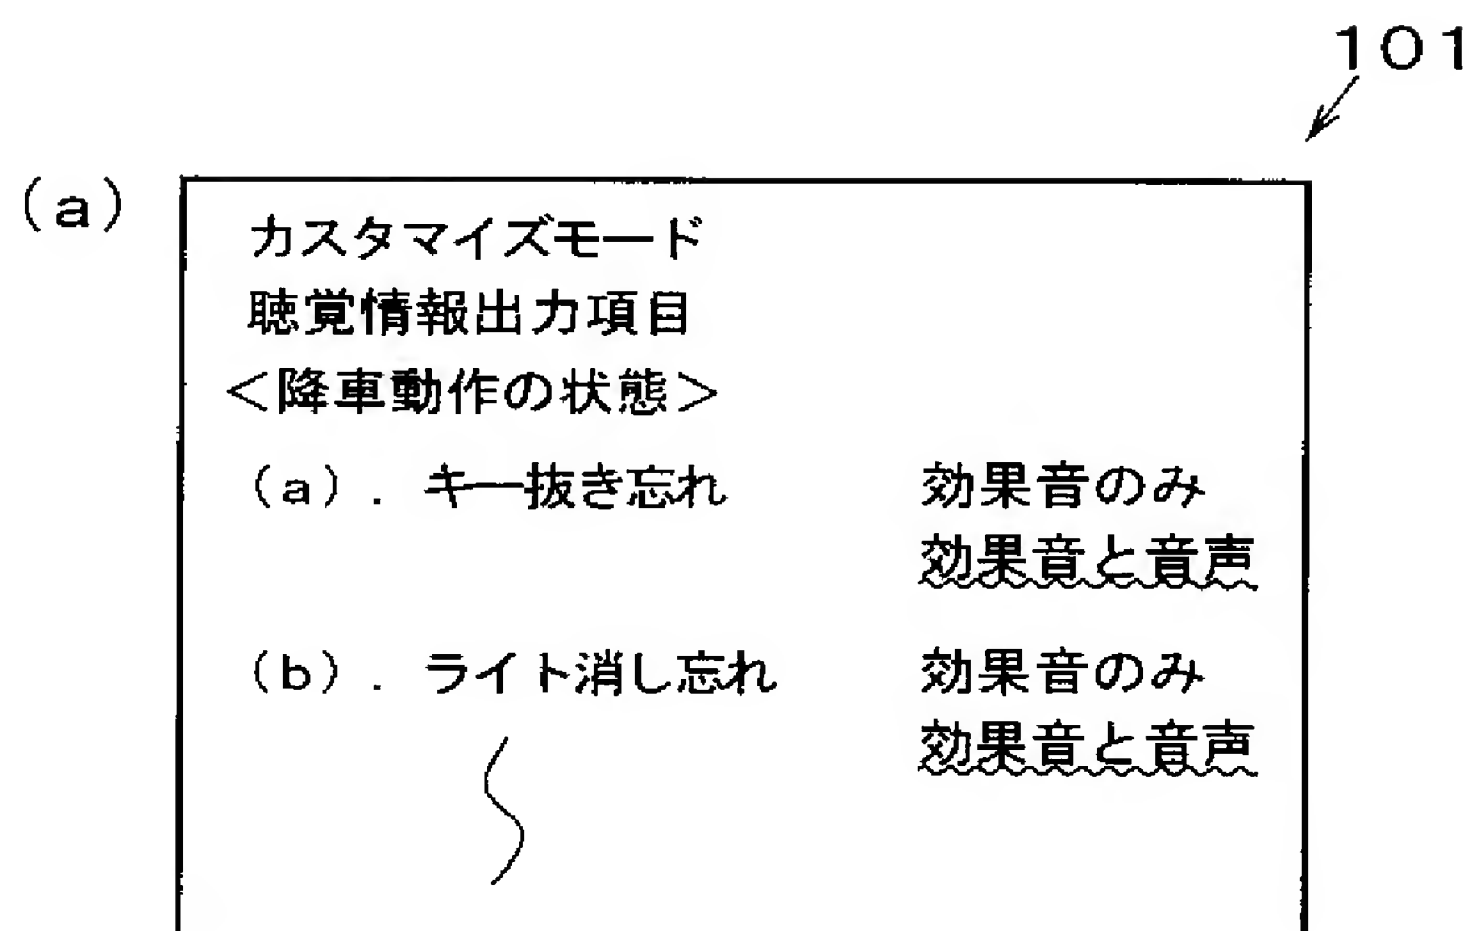 101
(a)
カスタマイズモード
聴覚情報出力項目
<降車動作の状態>
(a). キー抜き忘れ 効果音のみ
効果音と音声
(b). ライト消し忘れ 効果音のみ
効果音と音声